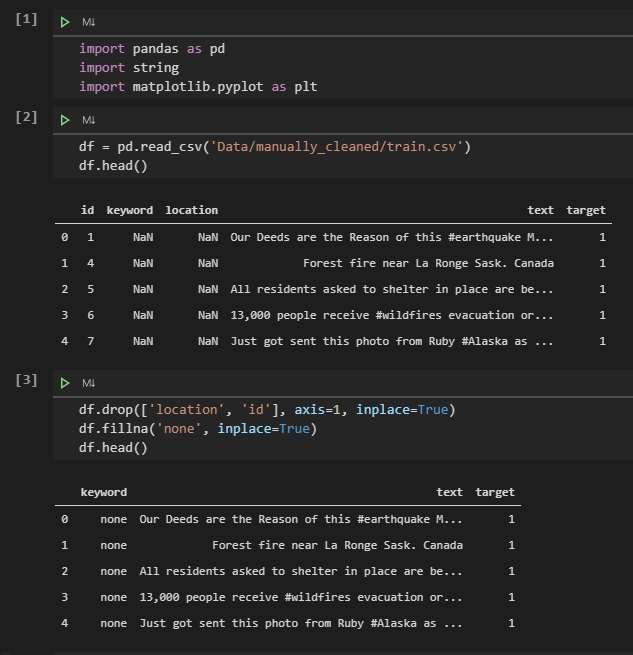 [1]
M↓
import pandas as pd
import string
import matplotlib.pyplot as plt
[2]
M↓
df = pd.read_csv('Data/manually_cleaned/train.csv')
df.head()
id keyword location text target
0 1 NaN NaN Our Deeds are the Reason of this #earthquake M... 1
1 4 NaN NaN Forest fire near La Ronge Sask. Canada 1
2 5 NaN NaN All residents asked to shelter in place are be... 1
3 6 NaN NaN 13,000 people receive #wildfires evacuation or... 1
4 7 NaN NaN Just got sent this photo from Ruby #Alaska as ... 1
[3]
M↓
df.drop(['location', 'id'], axis=1, inplace=True)
df.fillna('none', inplace=True)
df.head()
keyword text target
0 none Our Deeds are the Reason of this #earthquake M... 1
1 none Forest fire near La Ronge Sask. Canada 1
2 none All residents asked to shelter in place are be... 1
3 none 13,000 people receive #wildfires evacuation or... 1
4 none Just got sent this photo from Ruby #Alaska as ... 1